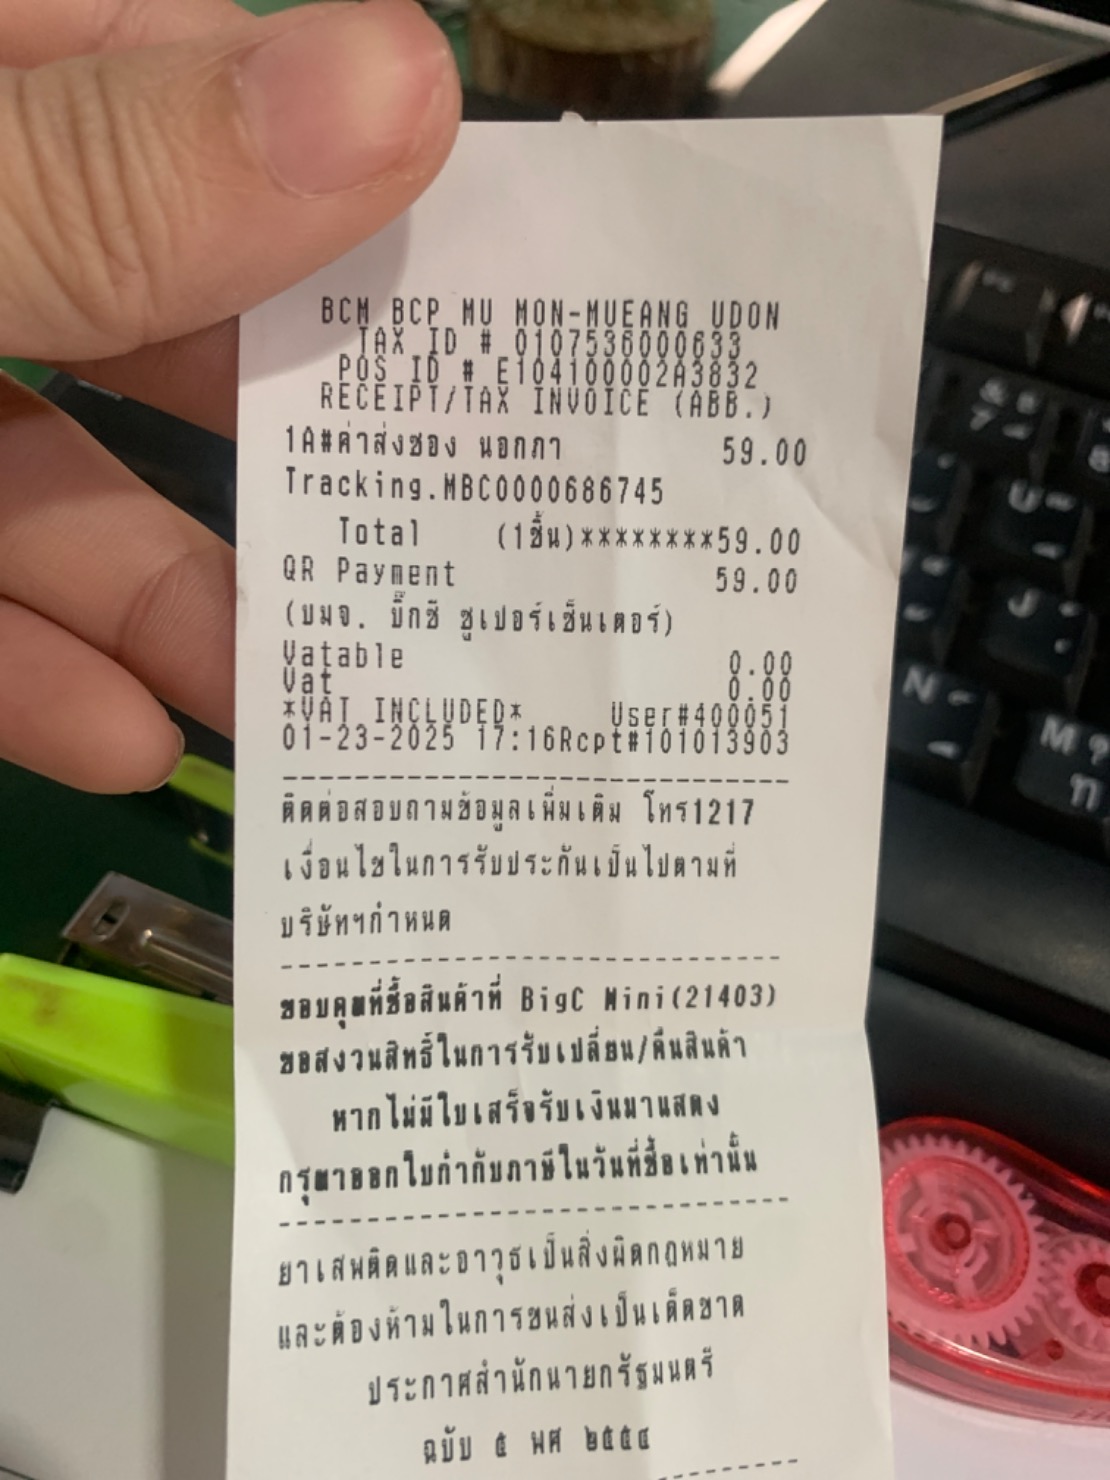 BCM BCP MU MON-MUEANG UDON
TAX ID # 0107536000633
POS ID # E104100002A3832
RECEIPT/TAX INVOICE (ABB.)
1A#ค่าส่งซอง นอกภา 59.00
Tracking.MBC0000686745
Total (1ชิ้น)********59.00
QR Payment 59.00
(บมจ. บิ๊กซี ซูเปอร์เซ็นเตอร์)
Vatable 0.00
Vat 0.00
*VAT INCLUDED* User#400051
01-23-2025 17:16Rcpt#101013903
ติดต่อสอบถามข้อมูลเพิ่มเติม โทร1217
เงื่อนไขในการรับประกันเป็นไปตามที่
บริษัทฯกำหนด
ขอบคุณที่ซื้อสินค้าที่ BigC Mini(21403)
ขอสงวนสิทธิ์ในการรับเปลี่ยน/คืนสินค้า
หากไม่มีใบเสร็จรับเงินมาแสดง
กรุณาออกใบกำกับภาษีในวันที่ซื้อเท่านั้น
ยาเสพติดและอาวุธเป็นสิ่งผิดกฎหมาย
และต้องห้ามในการขนส่งเป็นเด็ดขาด
ประกาศสำนักนายกรัฐมนตรี
ฉบับ ๕ พศ ๒๕๕๔
7
8
U
J
N
M ?
ท